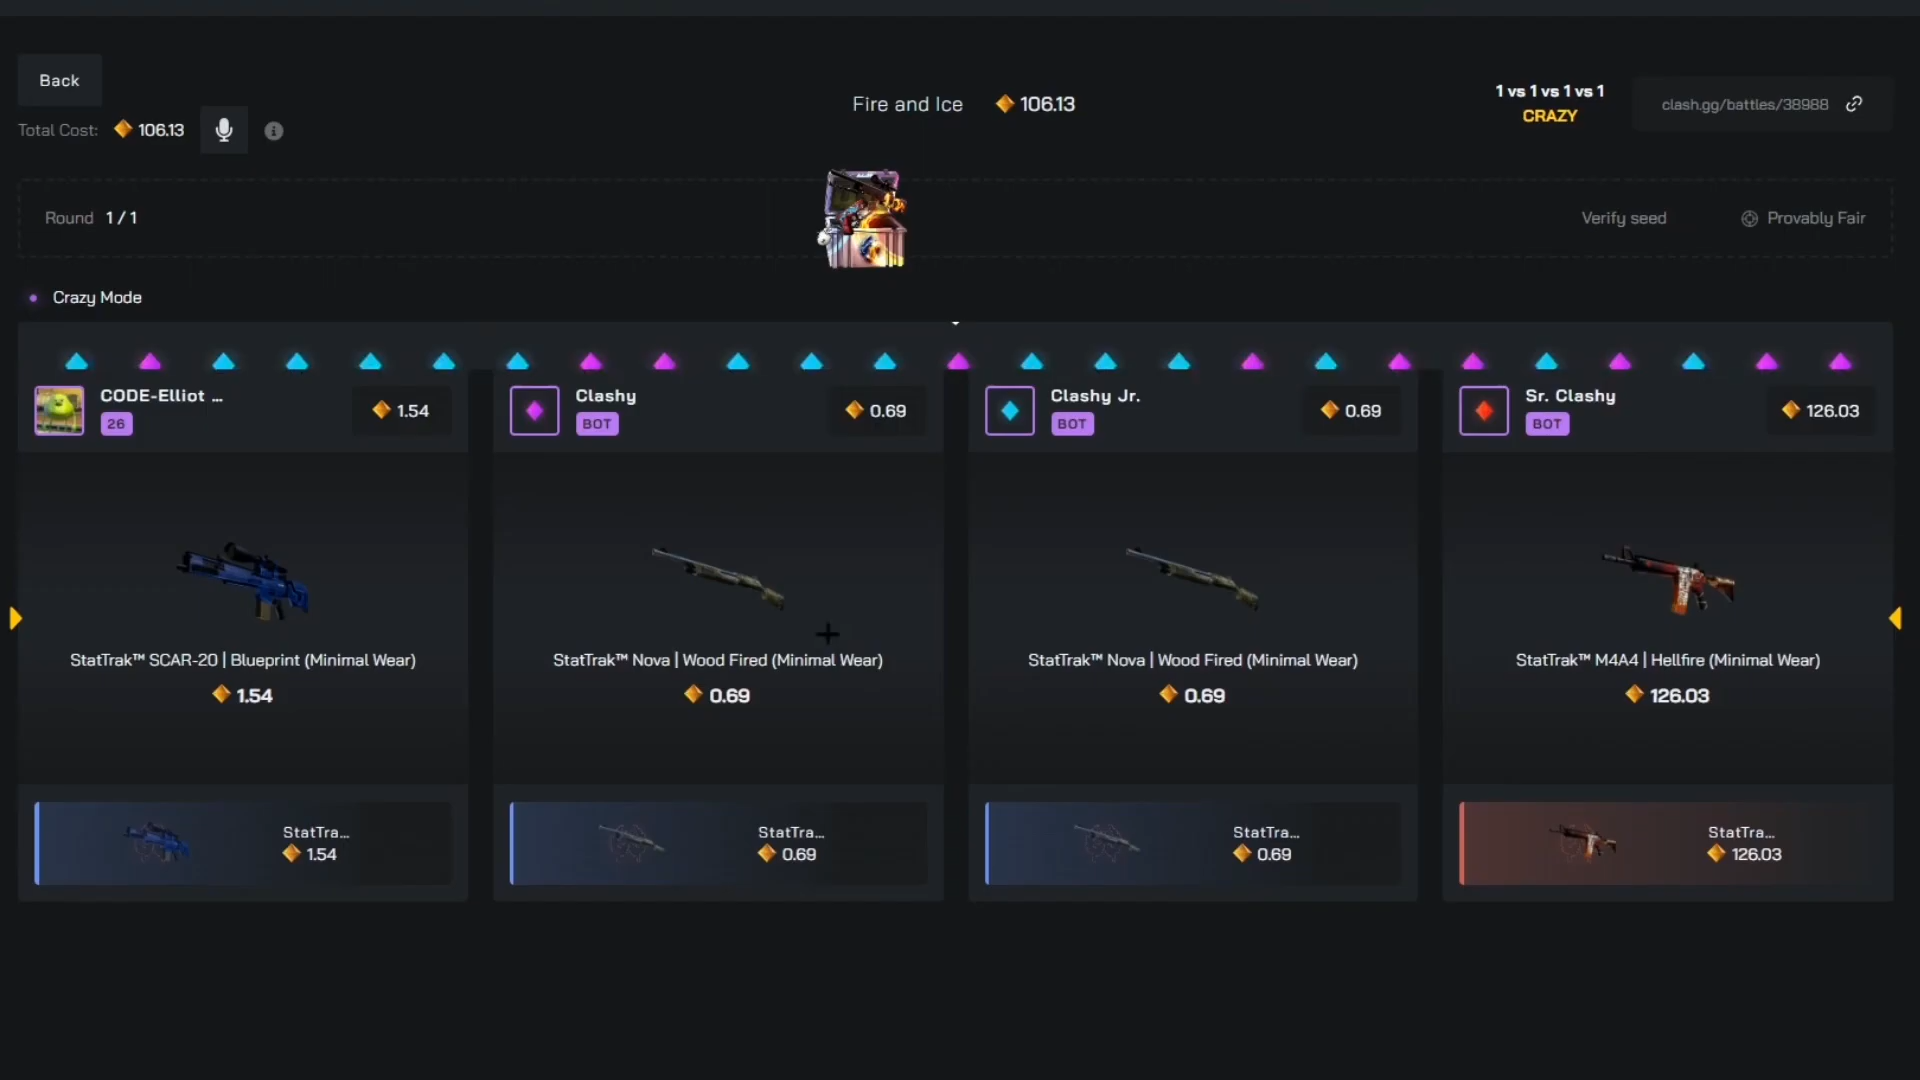 Back
Total Cost: 106.13
Fire and Ice 106.13
1 vs 1 vs 1 vs 1
CRAZY
clash.gg/battles/38988
Round 1 / 1
Verify seed
Provably Fair
Crazy Mode
CODE-Elliot ...
26
1.54
Clashy
BOT
0.69
Clashy Jr.
BOT
0.69
Sr. Clashy
BOT
126.03
StatTrak™ SCAR-20 | Blueprint (Minimal Wear)
1.54
StatTrak™ Nova | Wood Fired (Minimal Wear)
0.69
StatTrak™ Nova | Wood Fired (Minimal Wear)
0.69
StatTrak™ M4A4 | Hellfire (Minimal Wear)
126.03
StatTra...
1.54
StatTra...
0.69
StatTra...
0.69
StatTra...
126.03